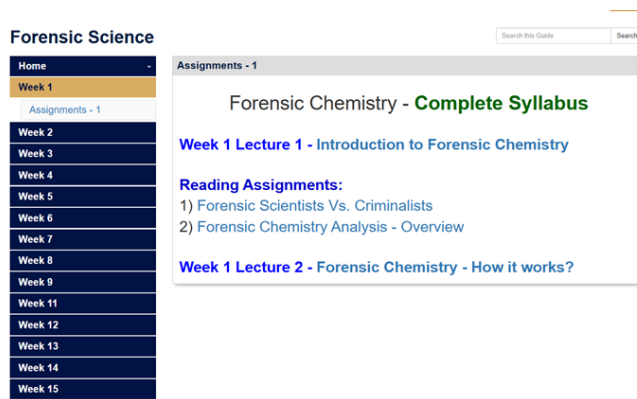 Forensic Science
Search this Guide
Search
Home -
Week 1
Assignments - 1
Week 2
Week 3
Week 4
Week 5
Week 6
Week 7
Week 8
Week 9
Week 11
Week 12
Week 13
Week 14
Week 15
Assignments - 1
Forensic Chemistry - Complete Syllabus
Week 1 Lecture 1 - Introduction to Forensic Chemistry
Reading Assignments:
1) Forensic Scientists Vs. Criminalists
2) Forensic Chemistry Analysis - Overview
Week 1 Lecture 2 - Forensic Chemistry - How it works?